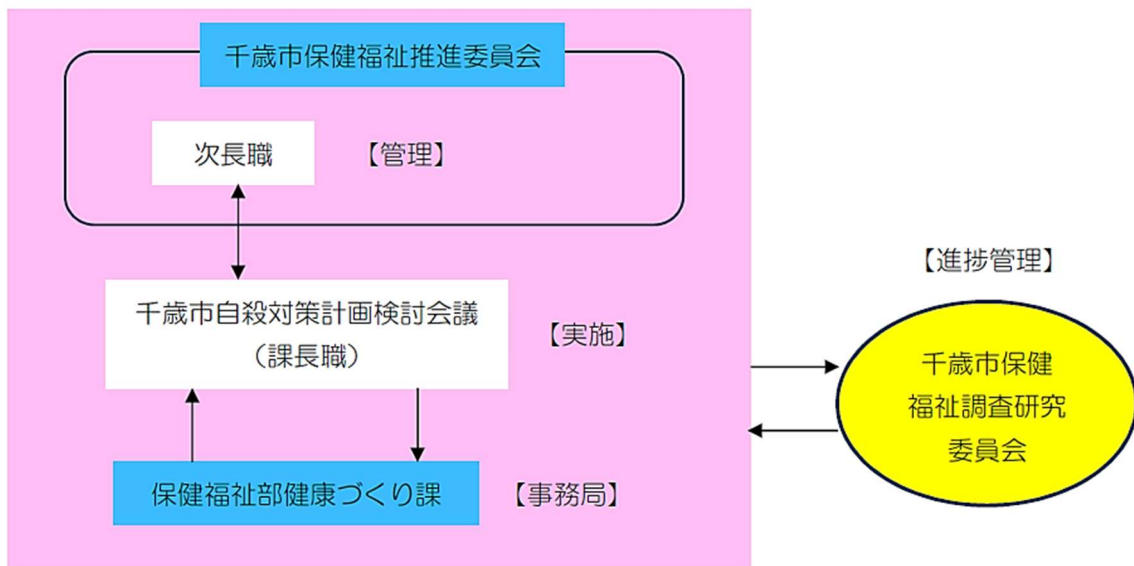 千歳市保健福祉推進委員会
次長職
【管理】
千歳市自殺対策計画検討会議
（課長職）
【実施】
保健福祉部健康づくり課
【事務局】
【進捗管理】
千歳市保健
福祉調査研究
委員会